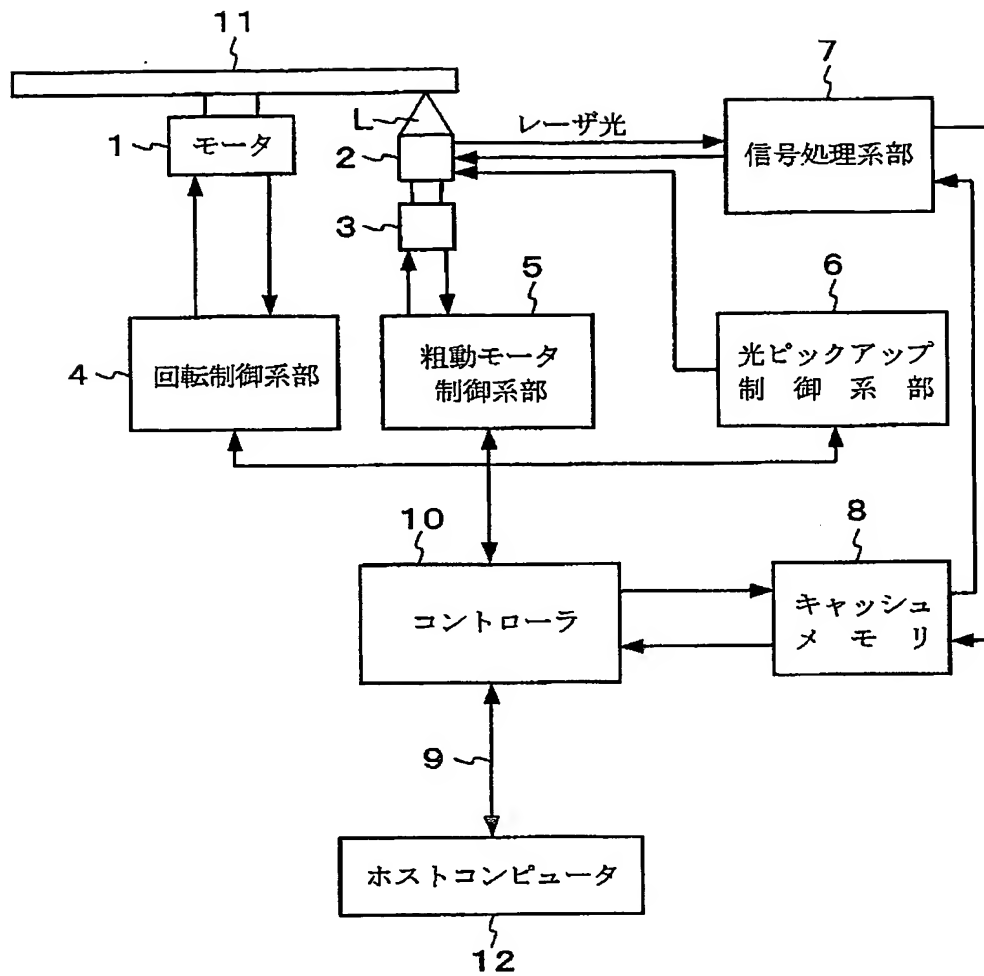 11
7
1
モータ
L
レーザ光
2
信号処理系部
3
5
6
4
回転制御系部
粗動モータ
制御系部
光ピックアップ
制御系部
10
8
コントローラ
キャッシュ
メモリ
9
ホストコンピュータ
12